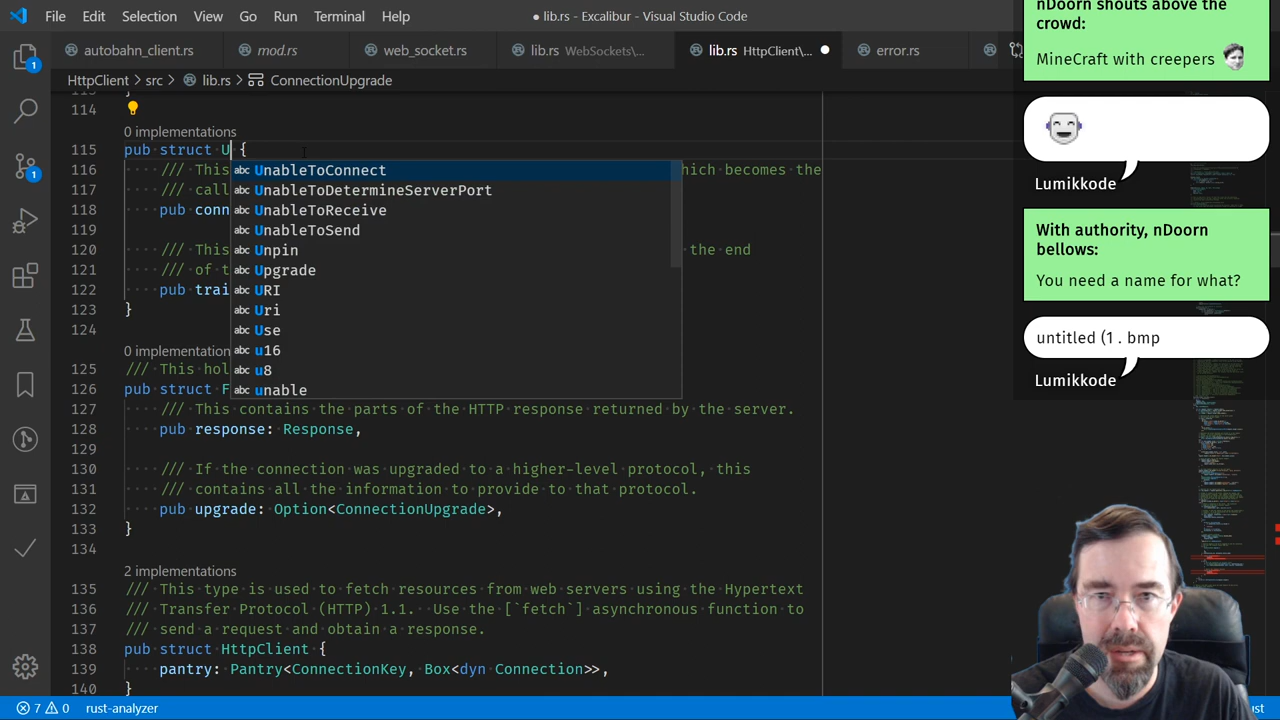 File Edit Selection View Go Run Terminal Help ● lib.rs - Excalibur - Visual Studio Code
autobahn_client.rs mod.rs web_socket.rs lib.rs WebSockets\... lib.rs HttpClient\... error.rs
HttpClient > src > lib.rs > ConnectionUpgrade
114
0 implementations
115 pub struct U {
116 /// This hich becomes the
117 /// call
118 pub conn
119
120 /// This the end
121 /// of t
122 pub trai
123 }
124
UnableToConnect
UnableToDetermineServerPort
UnableToReceive
UnableToSend
Unpin
Upgrade
URI
Uri
Use
u16
u8
unable
0 implementations
125 /// This hol
126 pub struct F
127 /// This contains the parts of the HTTP response returned by the server.
128 pub response: Response,
129
130 /// If the connection was upgraded to a higher-level protocol, this
131 /// contains all the information to provide to that protocol.
132 pub upgrade: Option<ConnectionUpgrade>,
133 }
134
2 implementations
135 /// This type is used to fetch resources from web servers using the Hypertext
136 /// Transfer Protocol (HTTP) 1.1. Use the [`fetch`] asynchronous function to
137 /// send a request and obtain a response.
138 pub struct HttpClient {
139 pantry: Pantry<ConnectionKey, Box<dyn Connection>>,
140 }
7 0 rust-analyzer
1
1
nDoorn shouts above the
crowd:
MineCraft with creepers
Lumikkode
With authority, nDoorn
bellows:
You need a name for what?
untitled (1 . bmp
Lumikkode